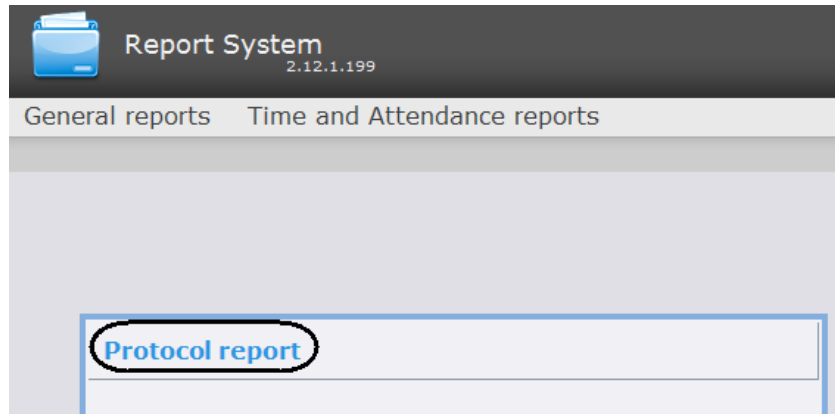 Report System
2.12.1.199
General reports Time and Attendance reports
Protocol report